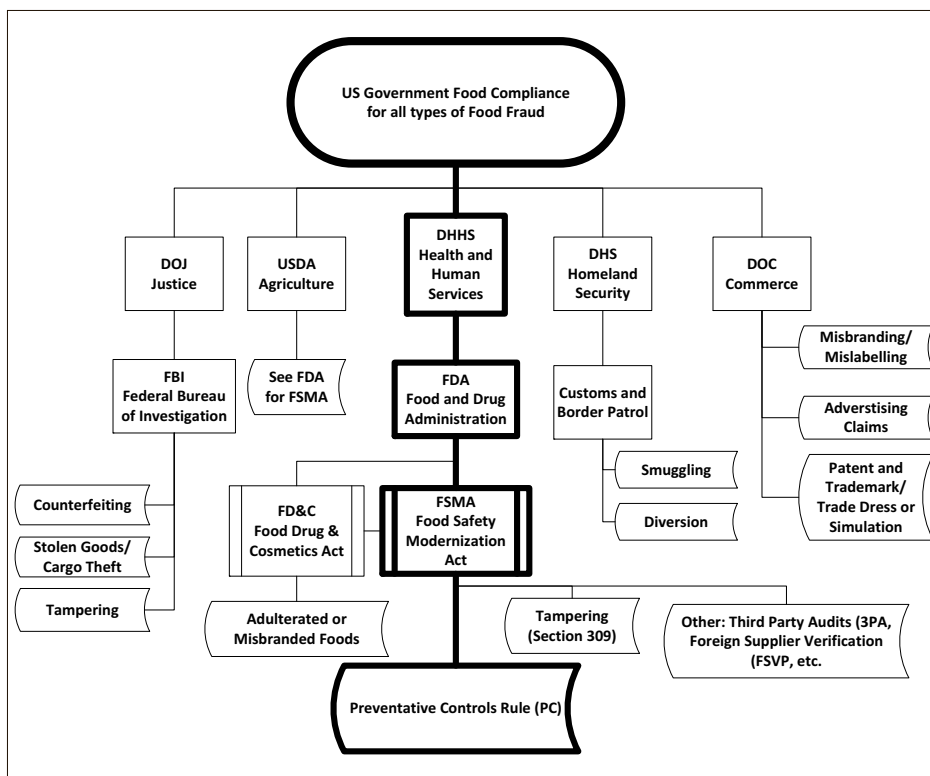 US Government Food Compliance
for all types of Food Fraud
DOJ
Justice
USDA
Agriculture
DHHS
Health and
Human
Services
DHS
Homeland
Security
DOC
Commerce
FBI
Federal Bureau
of Investigation
See FDA
for FSMA
FDA
Food and Drug
Administration
Customs and
Border Patrol
Misbranding/
Mislabelling
Adverstising
Claims
Patent and
Trademark/
Trade Dress or
Simulation
Counterfeiting
Stolen Goods/
Cargo Theft
Tampering
FD&C
Food Drug &
Cosmetics Act
FSMA
Food Safety
Modernization
Act
Smuggling
Diversion
Adulterated or
Misbranded Foods
Tampering
(Section 309)
Other: Third Party Audits (3PA,
Foreign Supplier Verification
(FSVP, etc.
Preventative Controls Rule (PC)